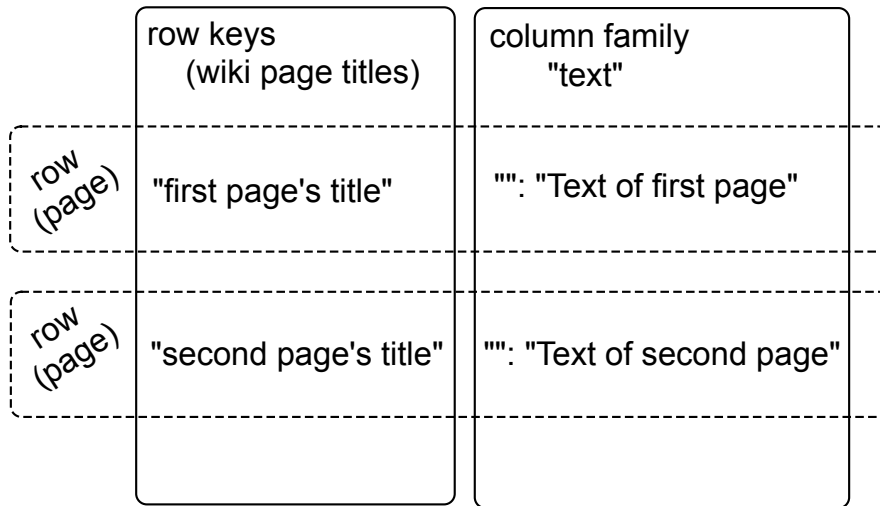 row keys
(wiki page titles)
column family
"text"
row
(page)
"first page's title"
"": "Text of first page"
row
(page)
"second page's title"
"": "Text of second page"